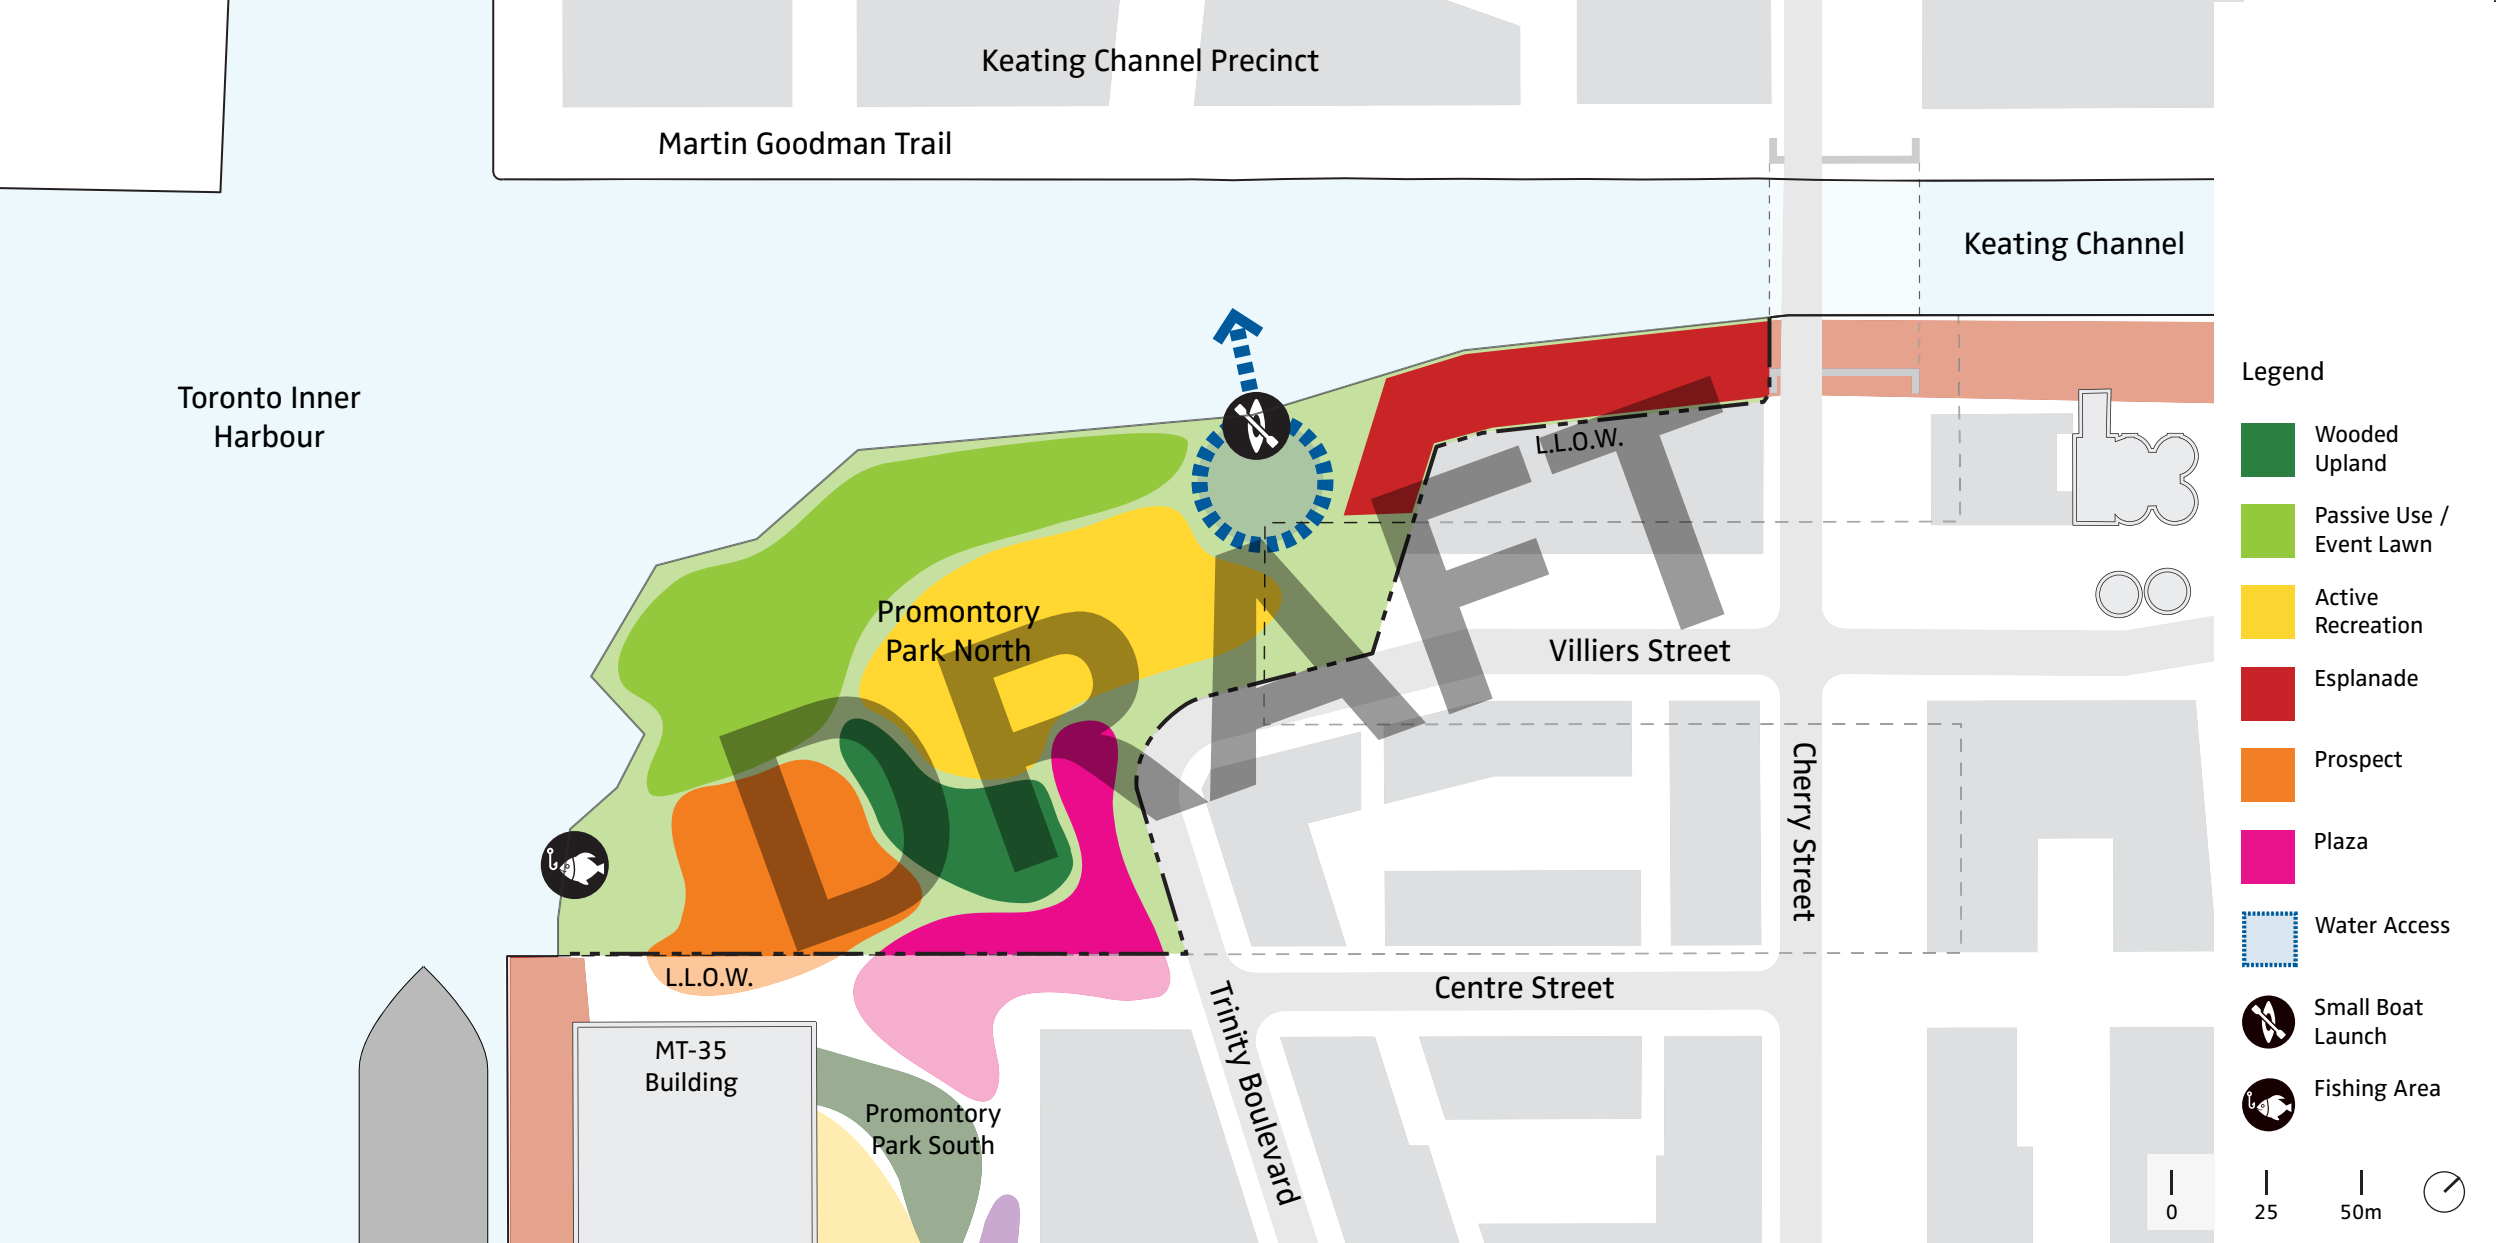 Keating Channel Precinct
Martin Goodman Trail
Keating Channel
Toronto Inner
Harbour
L.L.O.W.
Promontory
Park North
Villiers Street
DRAFT
Cherry Street
L.L.O.W.
Centre Street
Trinity Boulevard
MT-35
Building
Promontory
Park South
Legend
Wooded
Upland
Passive Use /
Event Lawn
Active
Recreation
Esplanade
Prospect
Plaza
Water Access
Small Boat
Launch
Fishing Area
0 25 50m